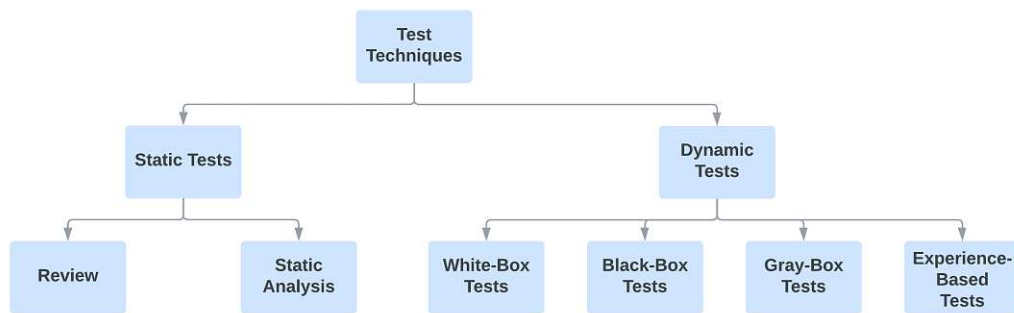 Test
Techniques
Static Tests
Dynamic
Tests
Review
Static
Analysis
White-Box
Tests
Black-Box
Tests
Gray-Box
Tests
Experience-
Based
Tests